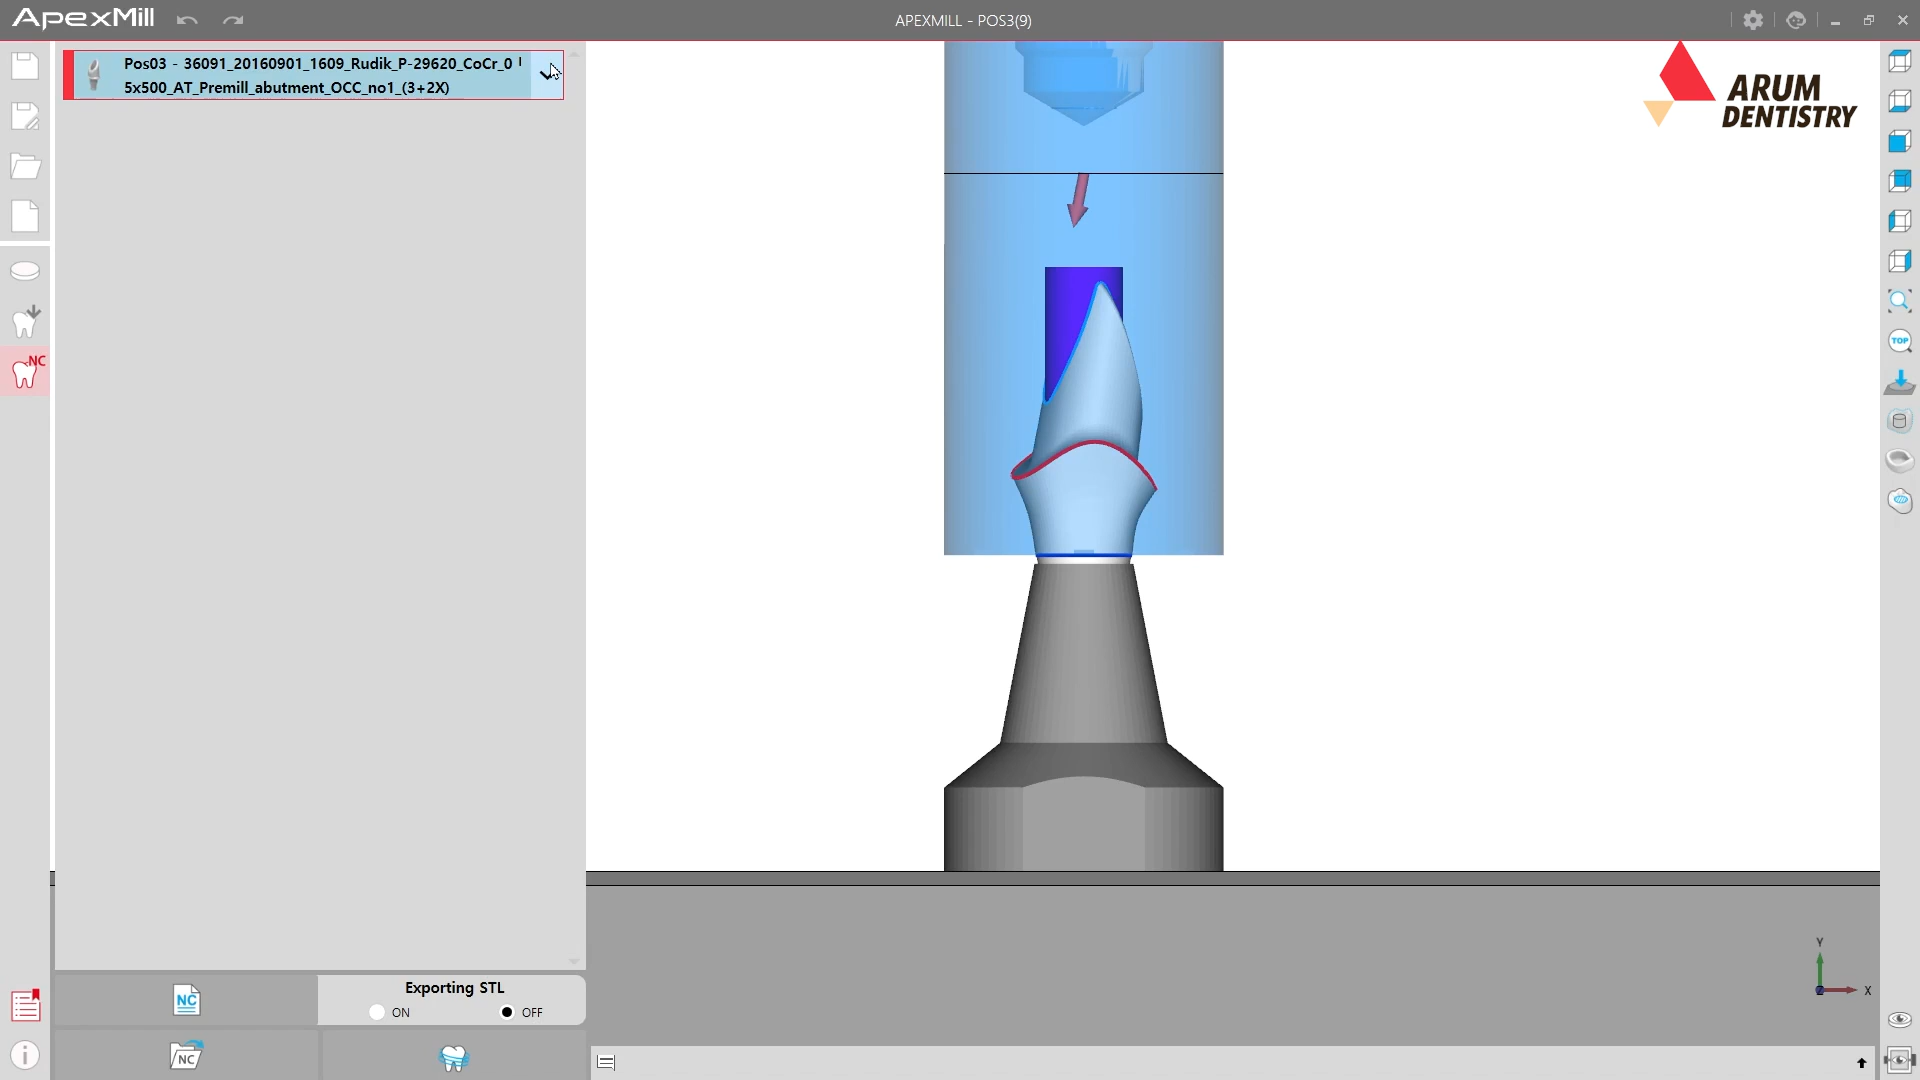 ApexMill
APEXMILL - POS3(9)
Pos03 - 36091_20160901_1609_Rudik_P-29620_CoCr_0
5x500_AT_Premill_abutment_OCC_no1_(3+2X)
ARUM
DENTISTRY
NC
TOP
Y
X
NC
Exporting STL
ON
OFF
NC